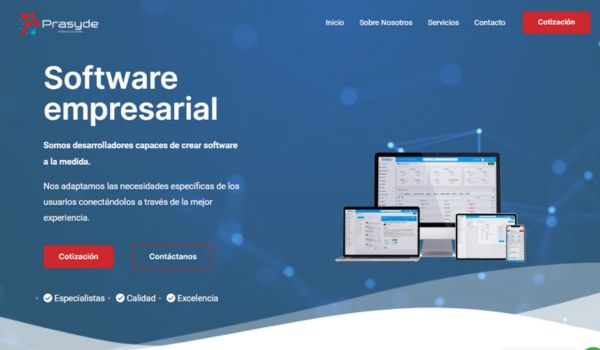 Prasyde
Inicio
Sobre Nosotros
Servicios
Contacto
Cotización
Software
empresarial
Somos desarrolladores capaces de crear software
a la medida.
Nos adaptamos las necesidades específicas de los
usuarios conectándolos a través de la mejor
experiencia.
Cotización
Contáctanos
Especialistas
Calidad
Excelencia